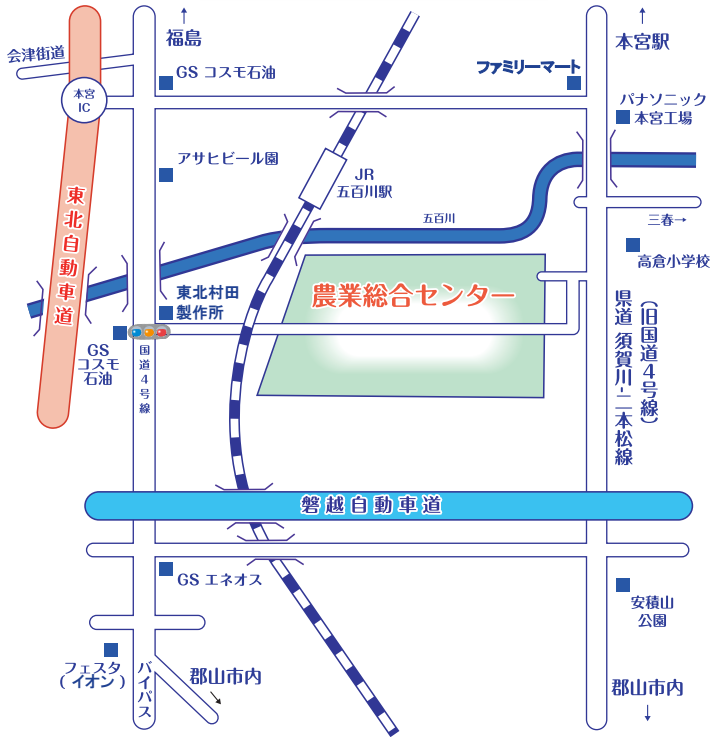 ↑
福島
↑
本宮駅
会津街道
GS コスモ石油
ファミリーマート
本宮
IC
パナソニック
本宮工場
アサヒビール園
JR
五百川駅
五百川
三春→
東北自動車道
高倉小学校
農業総合センター
東北村田
製作所
GS
コスモ
石油
国道4号線
(旧国道4号線)
県道 須賀川-二本松線
磐越自動車道
GS エネオス
安積山
公園
フェスタ
( イオン )
バイパス
郡山市内
郡山市内
↓